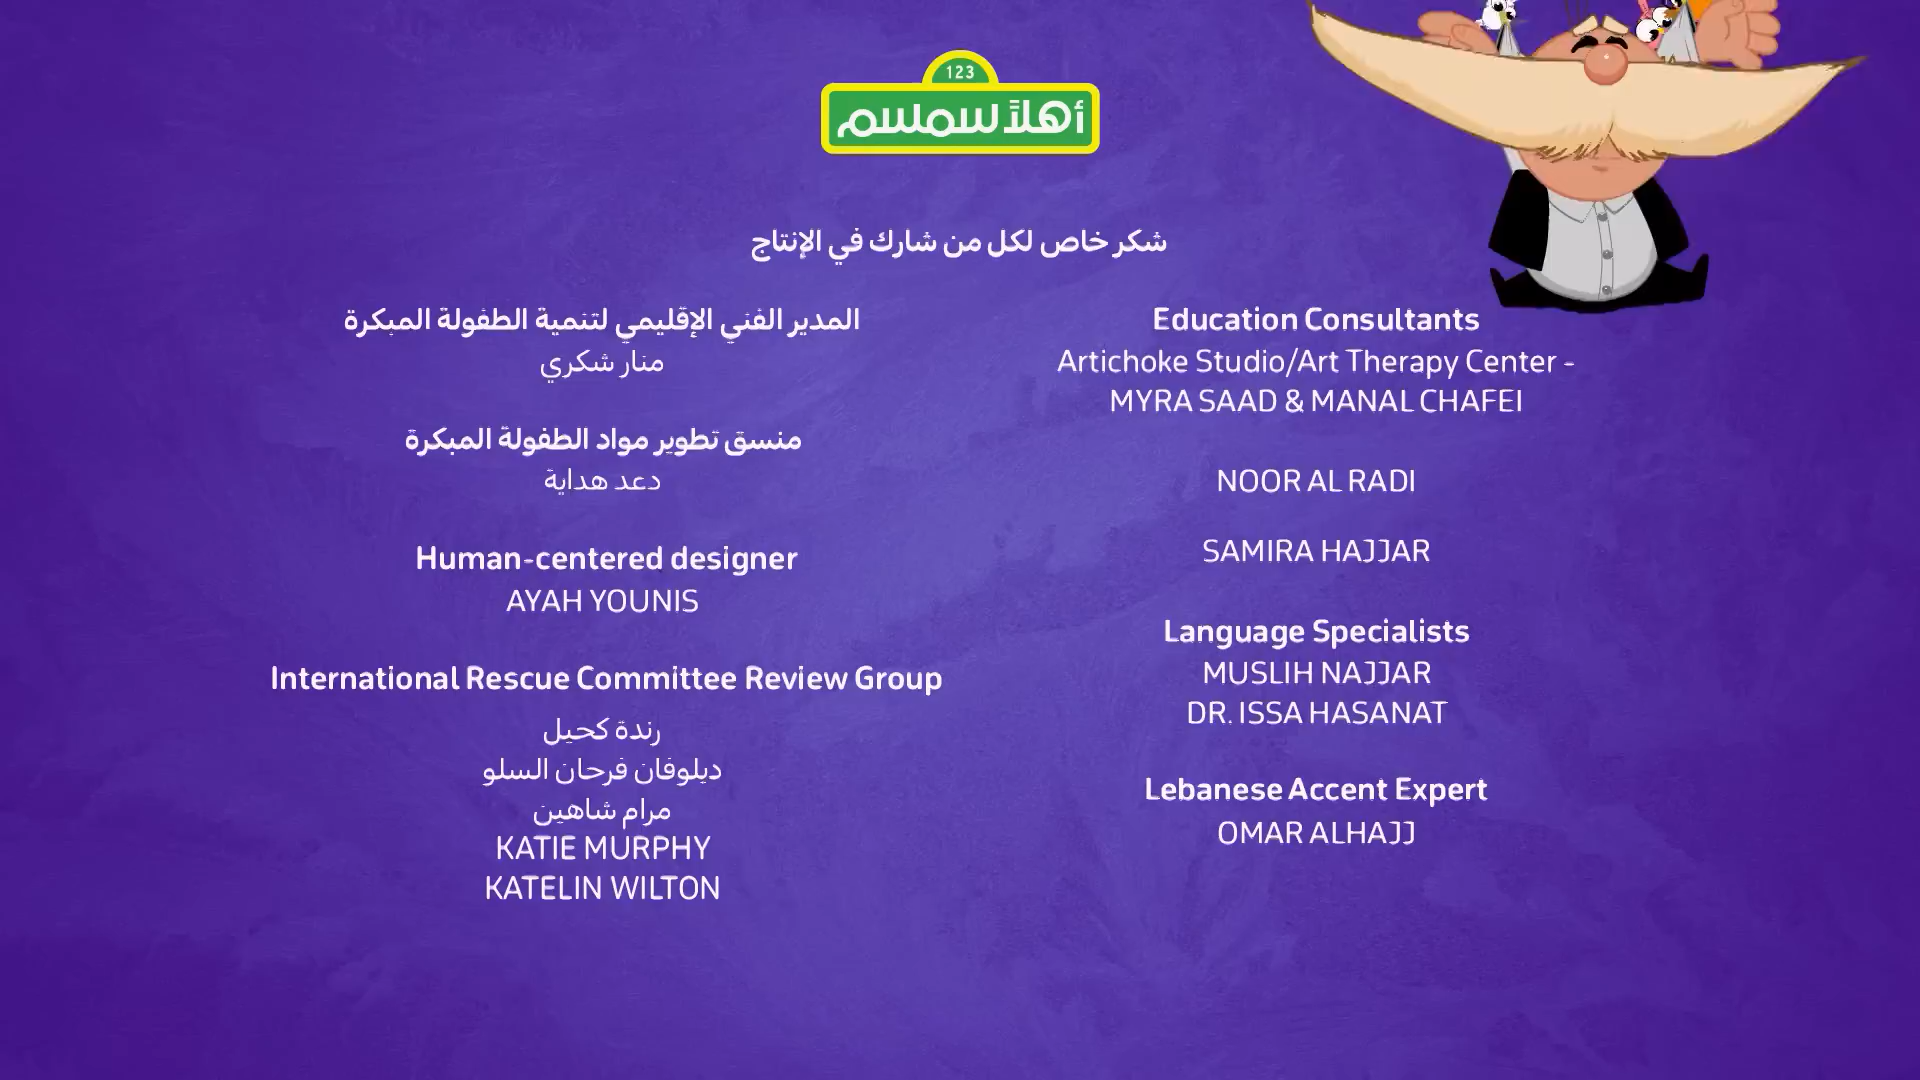 123
أهلاً سمسم
شكر خاص لكل من شارك في الإنتاج
المدير الفني الإقليمي لتنمية الطفولة المبكرة
منار شكري
منسق تطوير مواد الطفولة المبكرة
دعد هداية
Human-centered designer
AYAH YOUNIS
International Rescue Committee Review Group
رندة كحيل
ديلوفان فرحان السلو
مرام شاهين
KATIE MURPHY
KATELIN WILTON
Education Consultants
Artichoke Studio/Art Therapy Center -
MYRA SAAD & MANAL CHAFEI
NOOR AL RADI
SAMIRA HAJJAR
Language Specialists
MUSLIH NAJJAR
DR. ISSA HASANAT
Lebanese Accent Expert
OMAR ALHAJJ